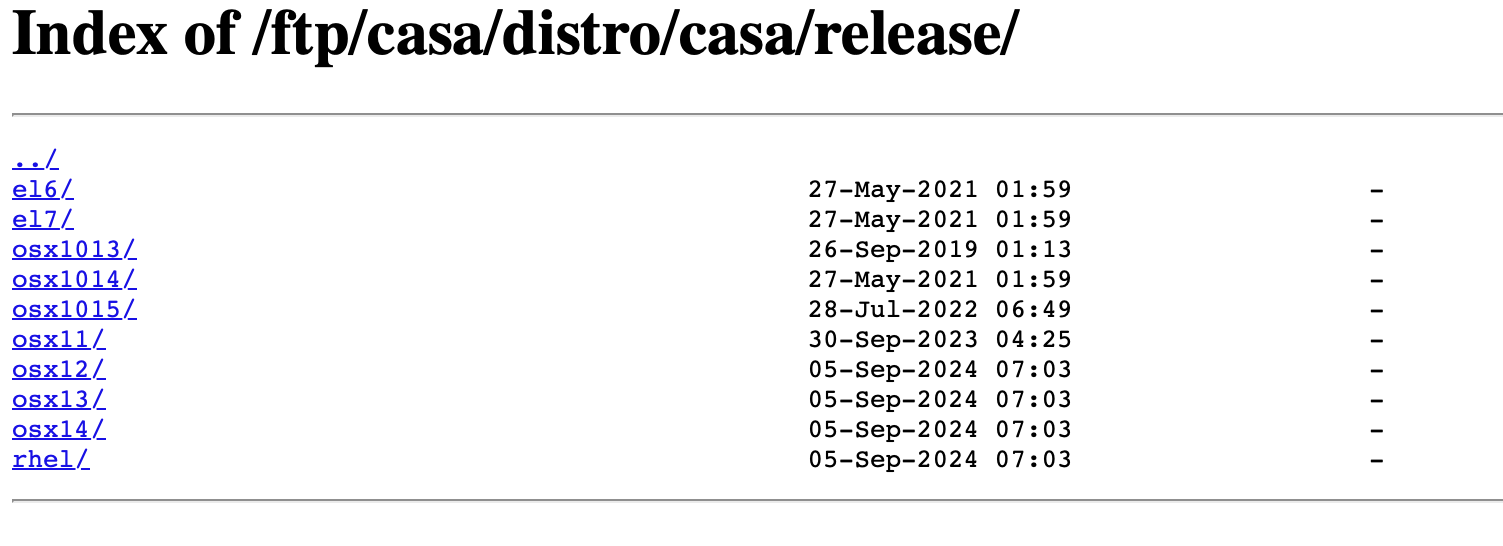 Index of /ftp/casa/distro/casa/release/
../
el6/ 27-May-2021 01:59 -
el7/ 27-May-2021 01:59 -
osx1013/ 26-Sep-2019 01:13 -
osx1014/ 27-May-2021 01:59 -
osx1015/ 28-Jul-2022 06:49 -
osx11/ 30-Sep-2023 04:25 -
osx12/ 05-Sep-2024 07:03 -
osx13/ 05-Sep-2024 07:03 -
osx14/ 05-Sep-2024 07:03 -
rhel/ 05-Sep-2024 07:03 -